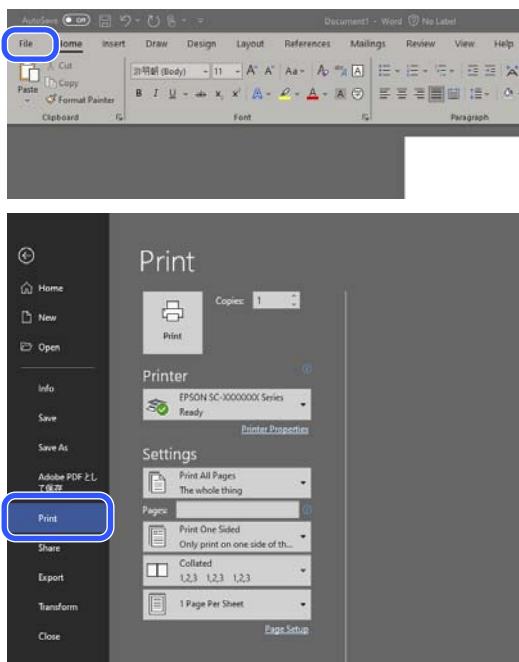 AutoSave Off Document1 - Word No Label
File Home Insert Draw Design Layout References Mailings Review View Help
Cut
Copy
Paste
Format Painter
(Body) 11 A A Aa A A
B I U ab x x A A A
Clipboard Font Paragraph
Print
Home
New
Open
Info
Save
Save As
Adobe PDF とし
て保存
Print
Share
Export
Transform
Close
Copies: 1
Print
Printer
EPSON SC-XXXXXXX Series
Ready
Printer Properties
Settings
Print All Pages
The whole thing
Pages:
Print One Sided
Only print on one side of th...
Collated
1,2,3 1,2,3 1,2,3
1 Page Per Sheet
Page Setup